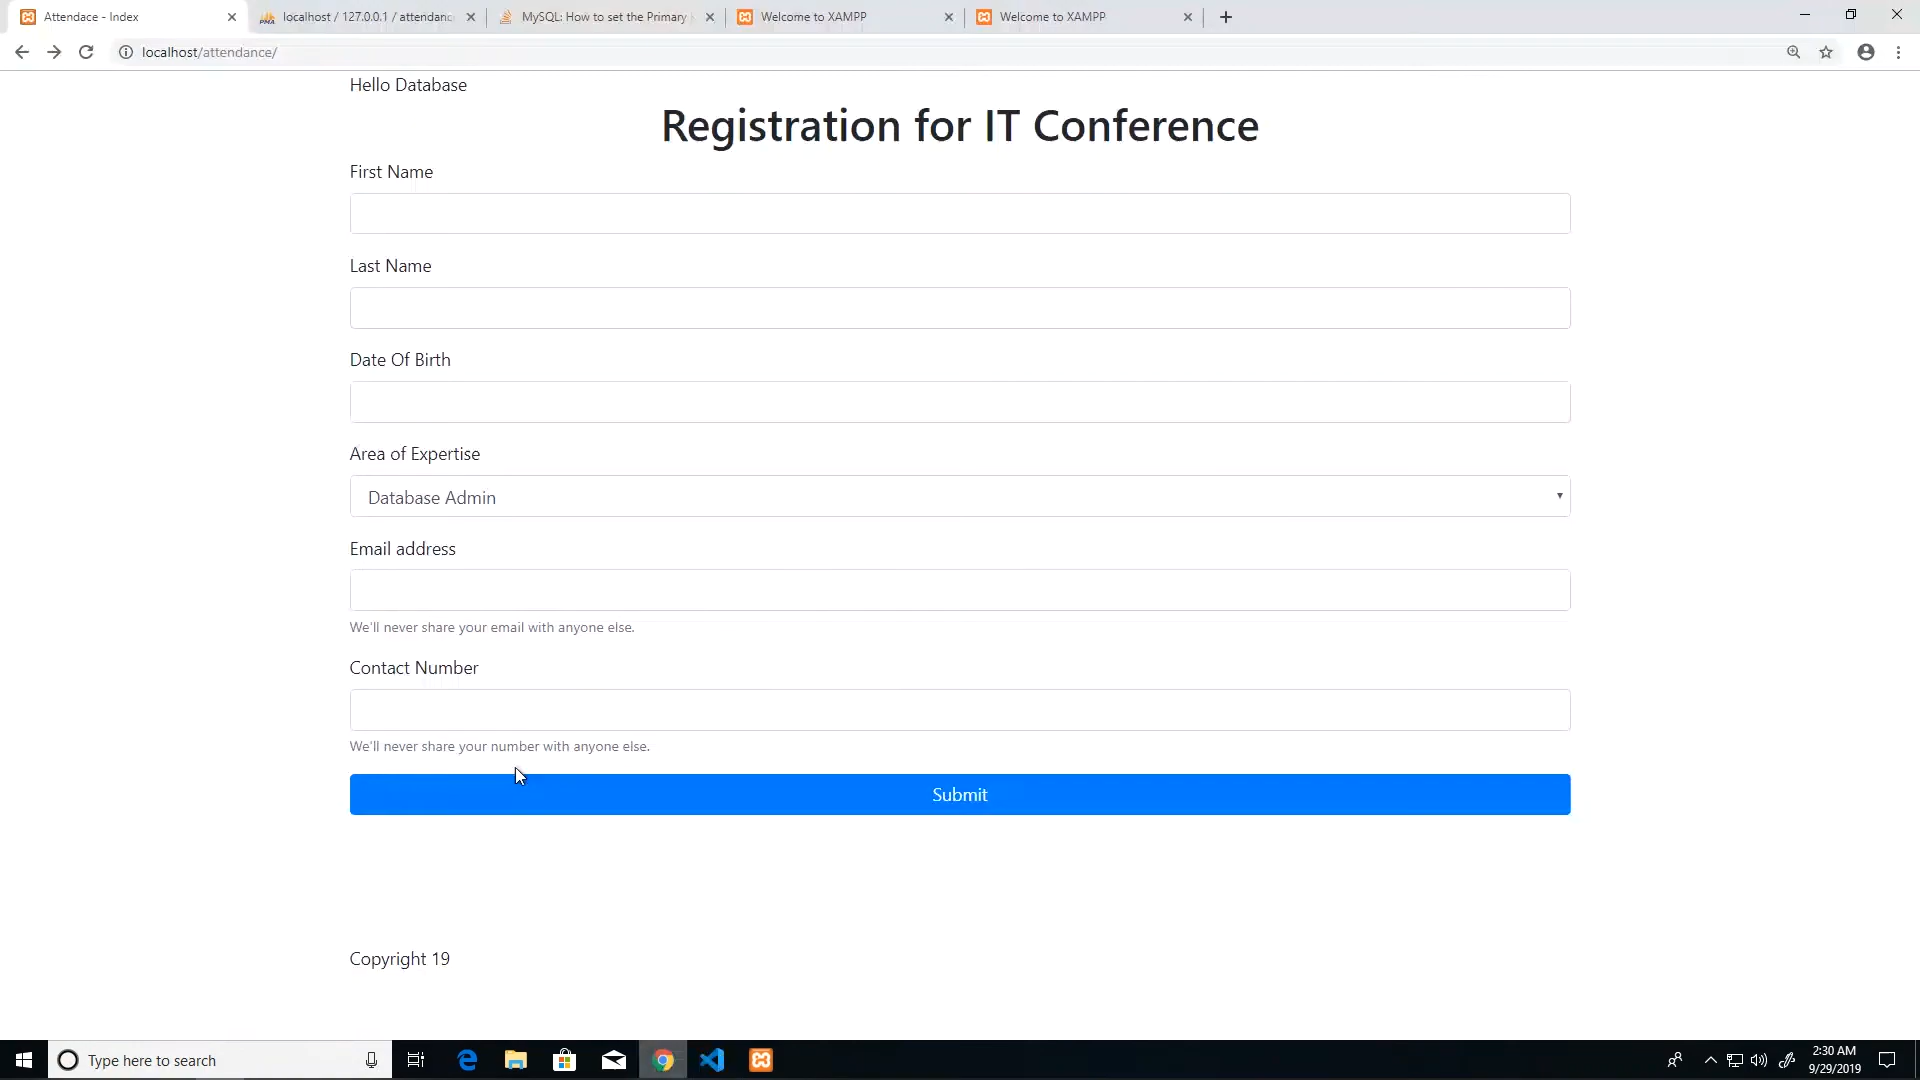 Attendace - Index
localhost / 127.0.0.1 / attendanc
MySQL: How to set the Primary
Welcome to XAMPP
Welcome to XAMPP
localhost/attendance/
Hello Database
Registration for IT Conference
First Name
Last Name
Date Of Birth
Area of Expertise
Database Admin
Email address
We'll never share your email with anyone else.
Contact Number
We'll never share your number with anyone else.
Submit
Copyright 19
Type here to search
2:30 AM
9/29/2019